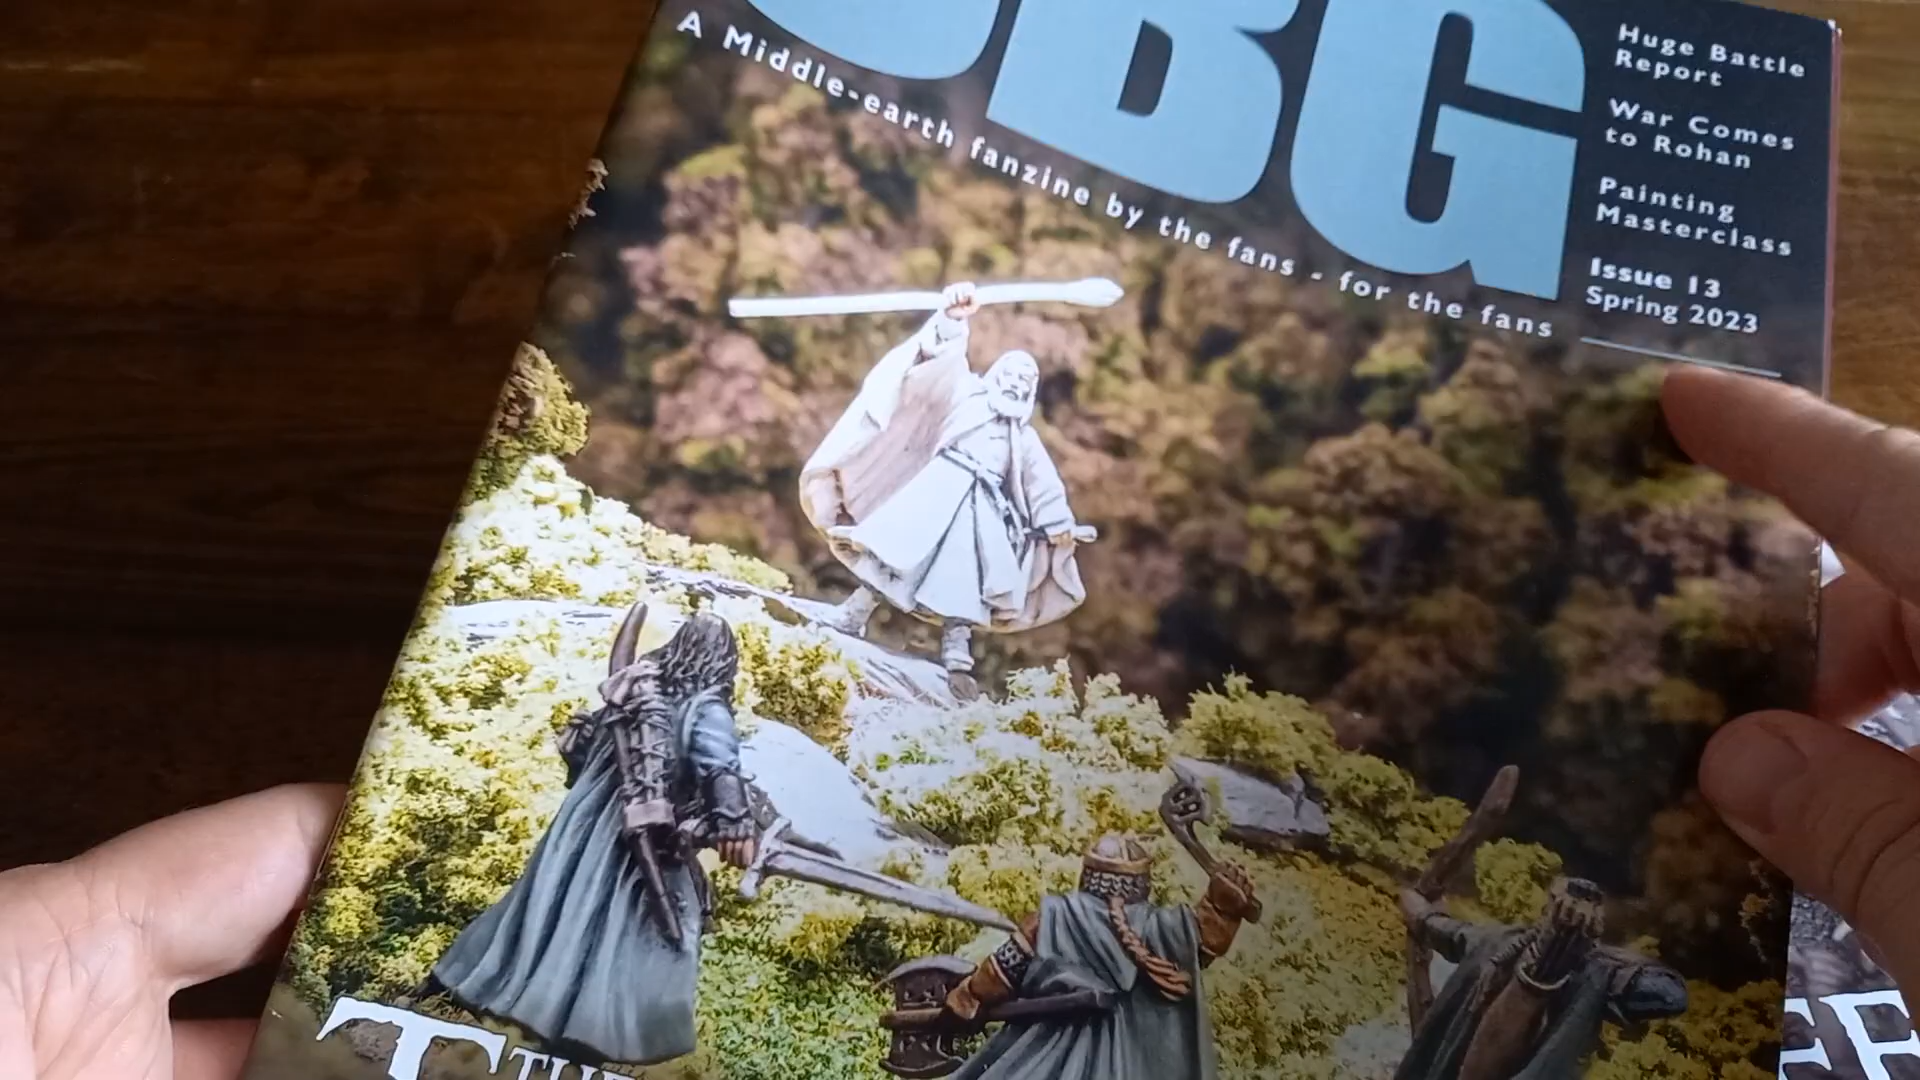 SBG
A Middle-earth fanzine by the fans - for the fans
Huge Battle
Report
War Comes
to Rohan
Painting
Masterclass
Issue 13
Spring 2023